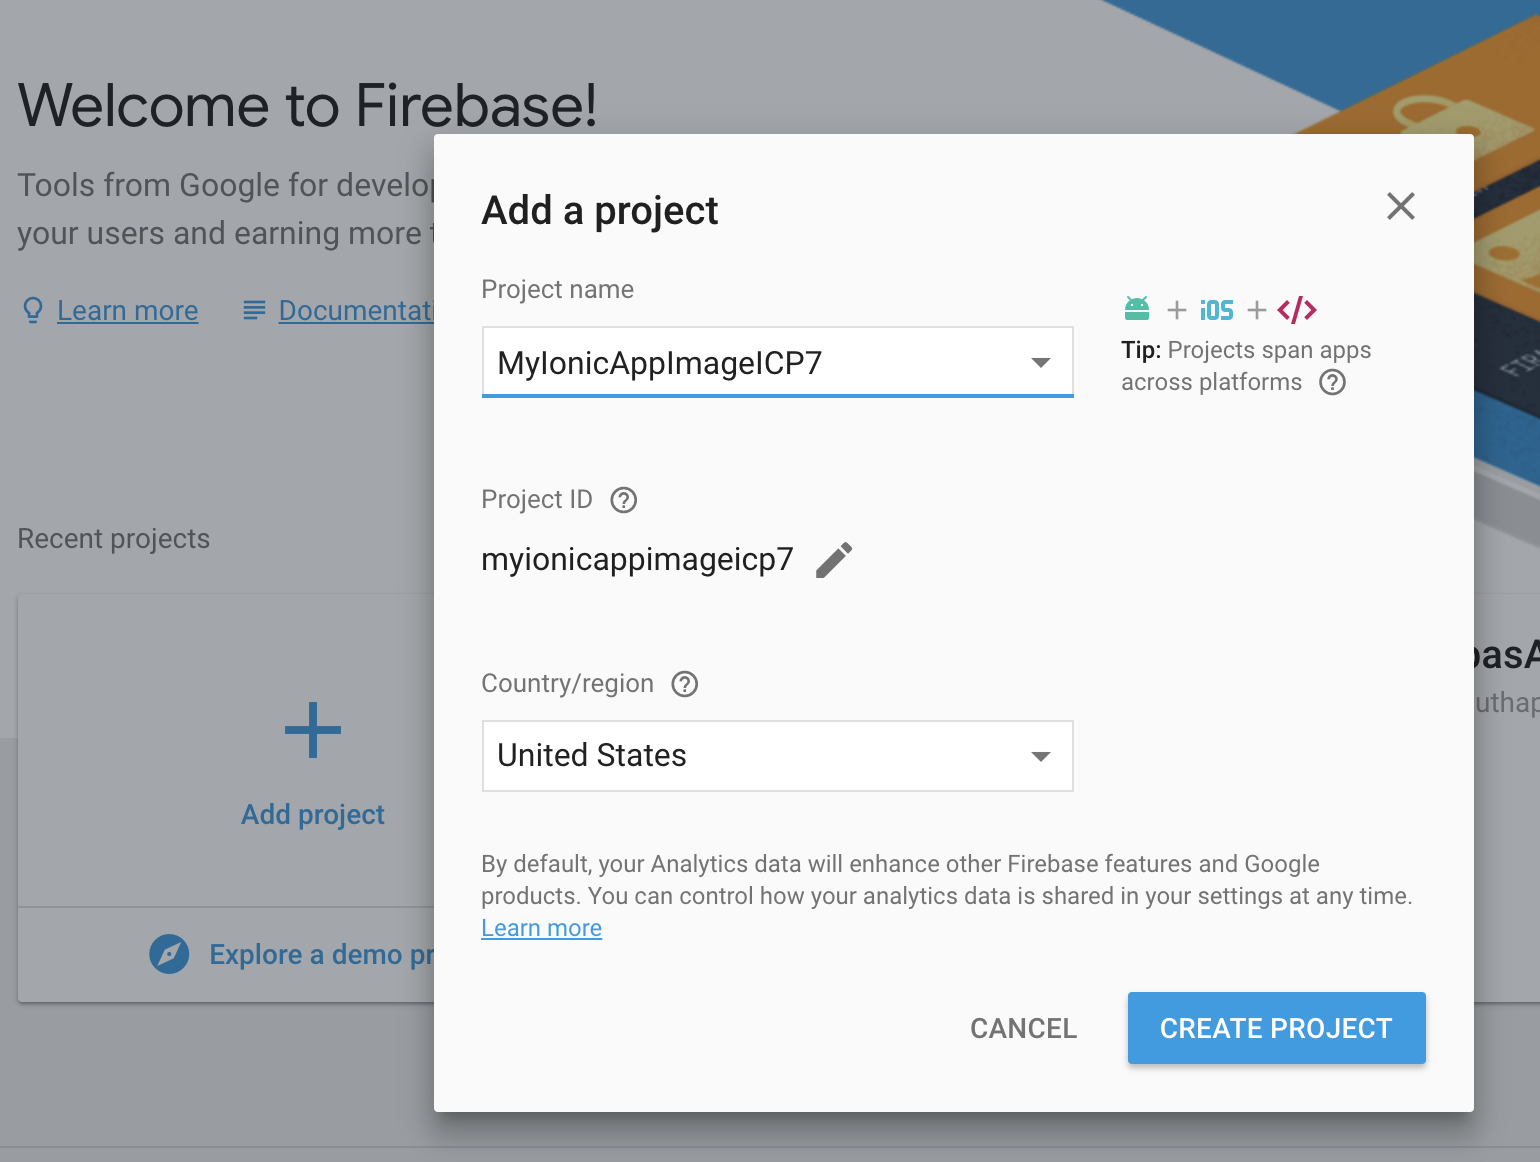 Welcome to Firebase!
Tools from Google for develop
your users and earning more
Learn more
Documentati
Add a project
Project name
MyIonicAppImageICP7
iOS
Tip: Projects span apps
across platforms
Project ID
myionicappimageicp7
Country/region
United States
By default, your Analytics data will enhance other Firebase features and Google
products. You can control how your analytics data is shared in your settings at any time.
Learn more
CANCEL
CREATE PROJECT
Recent projects
Add project
Explore a demo pr
basA
uthap